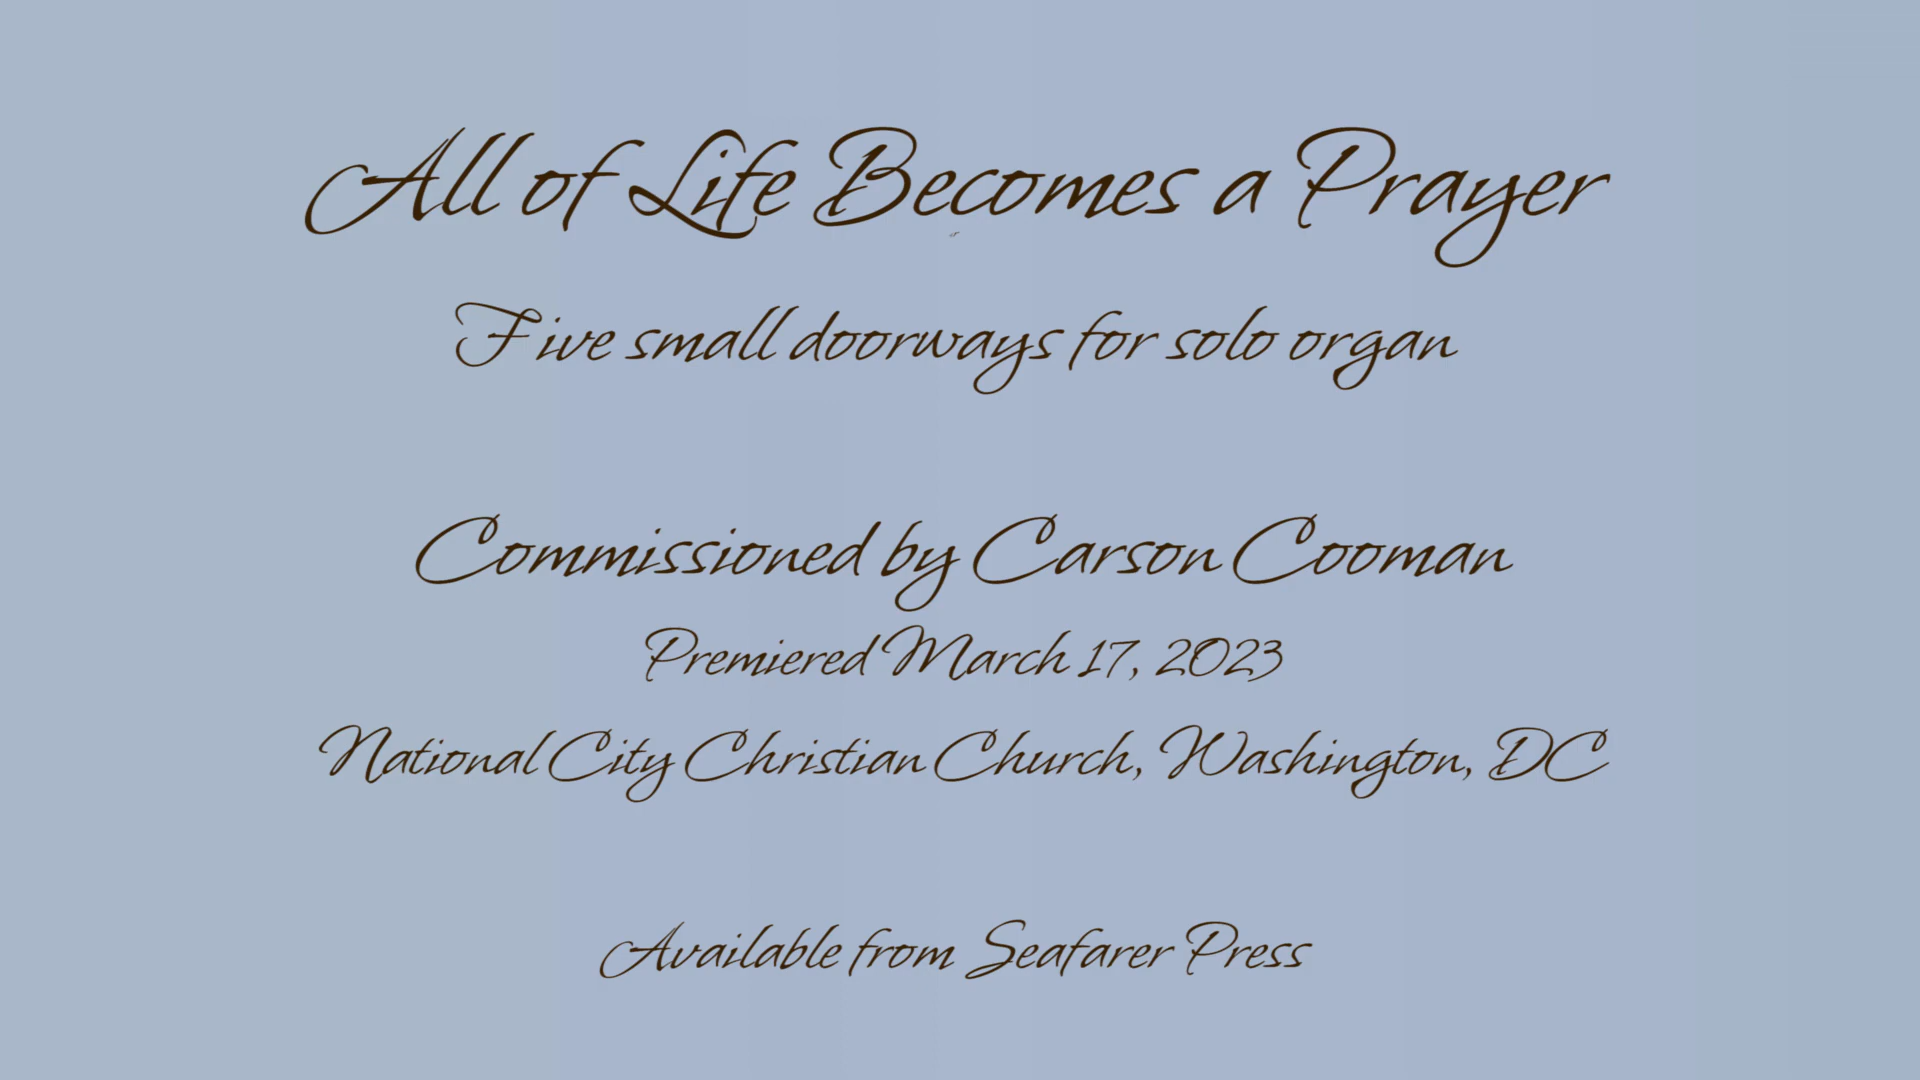 All of Life Becomes a Prayer
Five small doorways for solo organ
Commissioned by Carson Cooman
Premiered March 17, 2023
National City Christian Church, Washington, DC
Available from Seafarer Press